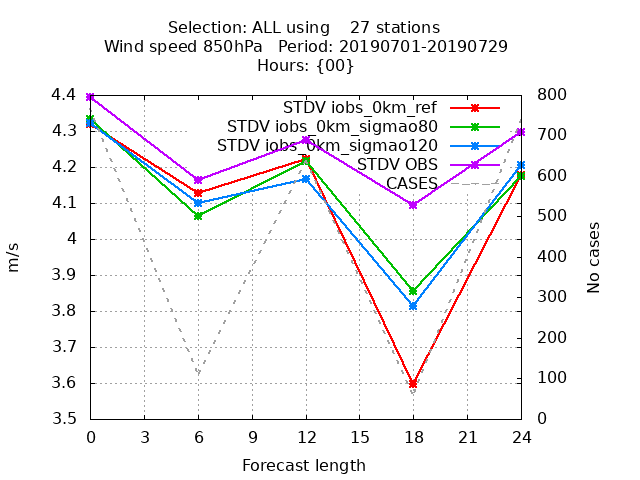 Selection: ALL using    27 stations
Wind speed 850hPa   Period: 20190701-20190729
Hours: {00}
STDV iobs_0km_ref
STDV iobs_0km_sigmao80
STDV iobs_0km_sigmao120
STDV OBS
CASES
4.4
4.3
4.2
4.1
4
3.9
3.8
3.7
3.6
3.5
m/s
800
700
600
500
400
300
200
100
0
No cases
0 3 6 9 12 15 18 21 24
Forecast length